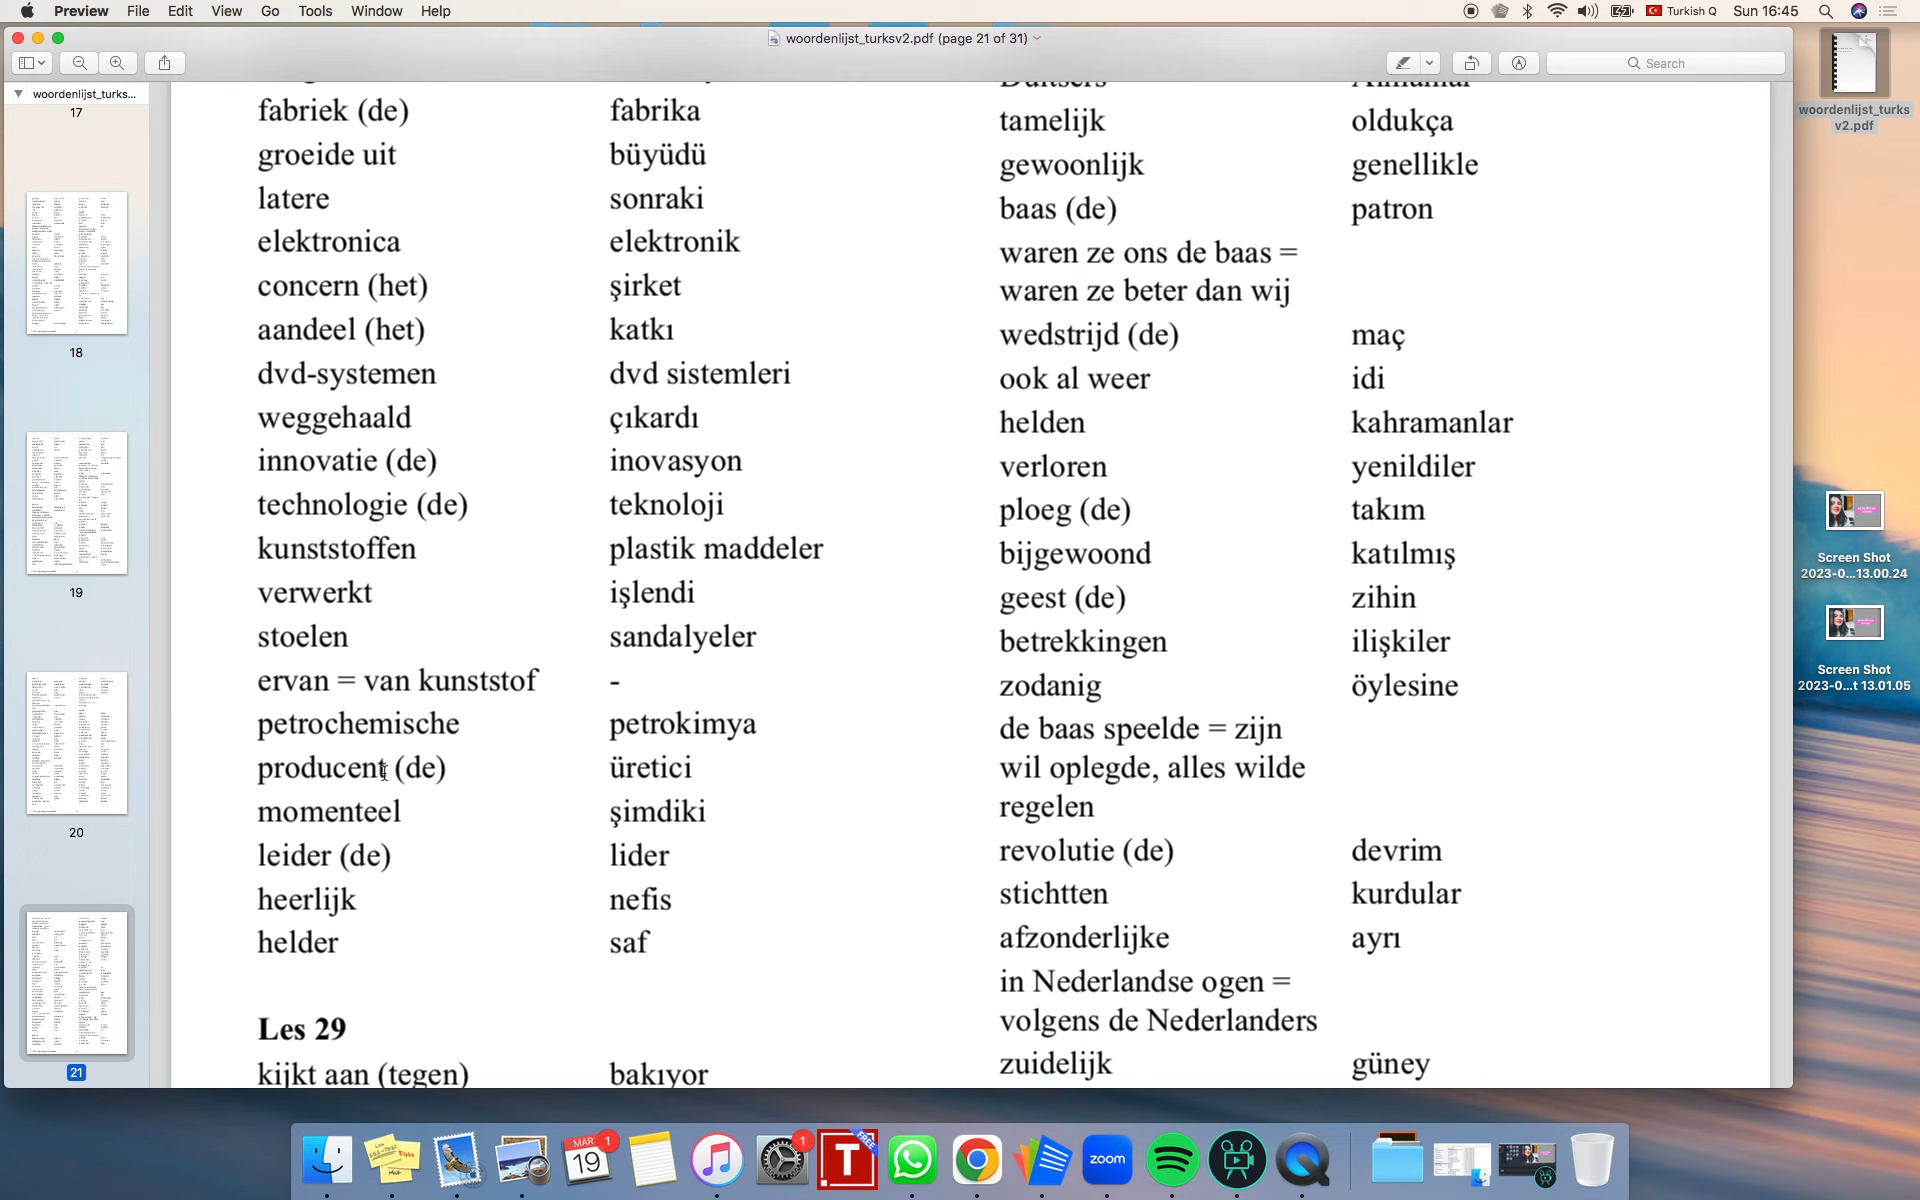 Preview File Edit View Go Tools Window Help
Turkish Q Sun 16:45
woordenlijst_turksv2.pdf (page 21 of 31)
Search
woordenlijst_turks...
17
18
19
20
21
fabriek (de) fabrika
groeide uit büyüdü
latere sonraki
elektronica elektronik
concern (het) şirket
aandeel (het) katkı
dvd-systemen dvd sistemleri
weggehaald çıkardı
innovatie (de) inovasyon
technologie (de) teknoloji
kunststoffen plastik maddeler
verwerkt işlendi
stoelen sandalyeler
ervan = van kunststof -
petrochemische petrokimya
producent (de) üretici
momenteel şimdiki
leider (de) lider
heerlijk nefis
helder saf
Les 29
kijkt aan (tegen) bakıyor
Duitsers
tamelijk oldukça
gewoonlijk genellikle
baas (de) patron
waren ze ons de baas =
waren ze beter dan wij
wedstrijd (de) maç
ook al weer idi
helden kahramanlar
verloren yenildiler
ploeg (de) takım
bijgewoond katılmış
geest (de) zihin
betrekkingen ilişkiler
zodanig öylesine
de baas speelde = zijn
wil oplegde, alles wilde
regelen
revolutie (de) devrim
stichtten kurdular
afzonderlijke ayrı
in Nederlandse ogen =
volgens de Nederlanders
zuidelijk güney
woordenlijst_turks
v2.pdf
Screen Shot
2023-0...13.00.24
Screen Shot
2023-0...t 13.01.05
MAR
19
1
1
T
FREE
zoom